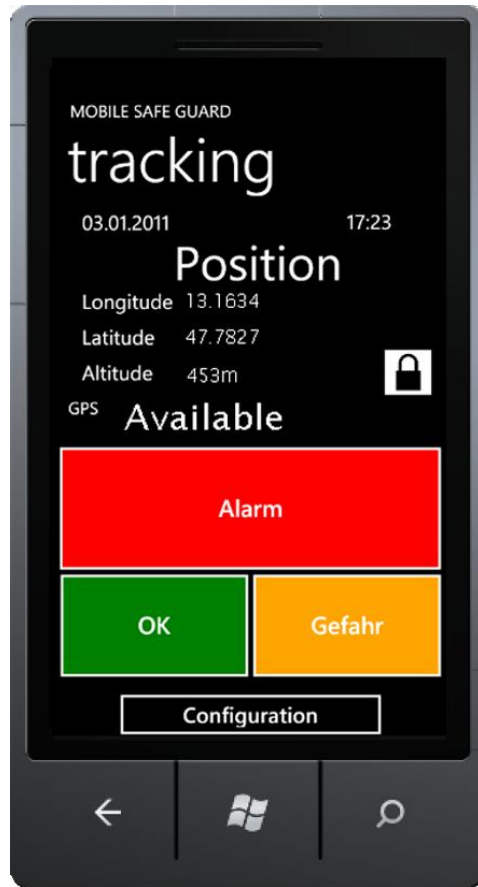 MOBILE SAFE GUARD
tracking
03.01.2011 17:23
Position
Longitude 13.1634
Latitude 47.7827
Altitude 453m
GPS Available
Alarm
OK Gefahr
Configuration